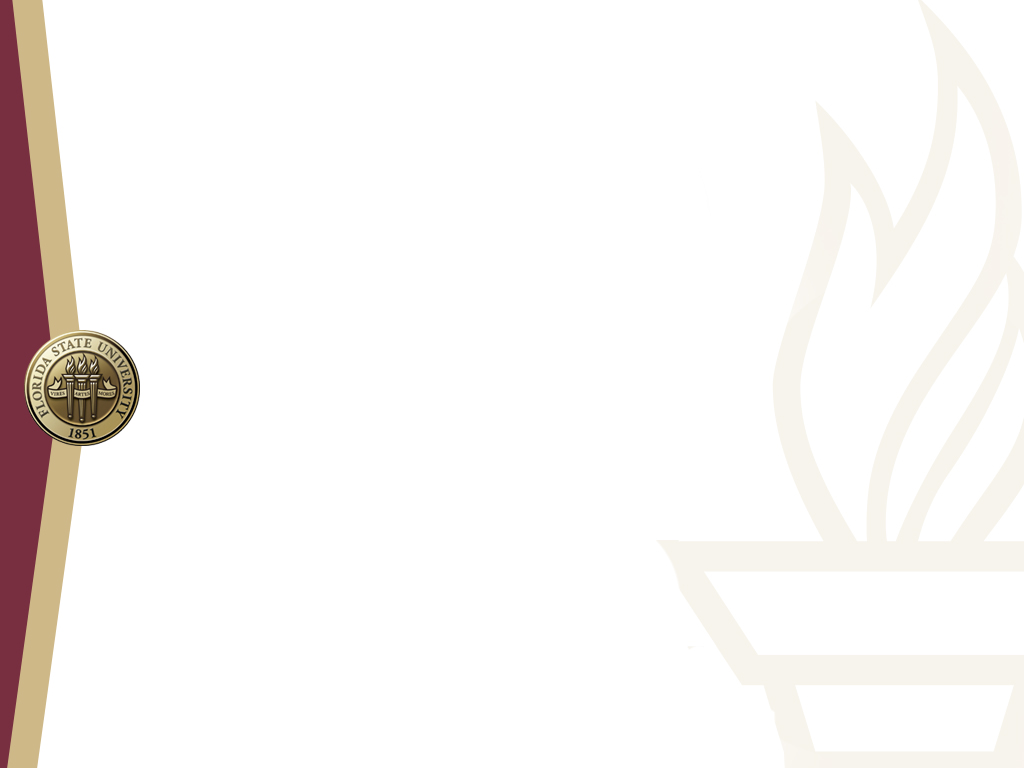 FLORIDA STATE UNIVERSITY
VIRES ARTES MORES
1851